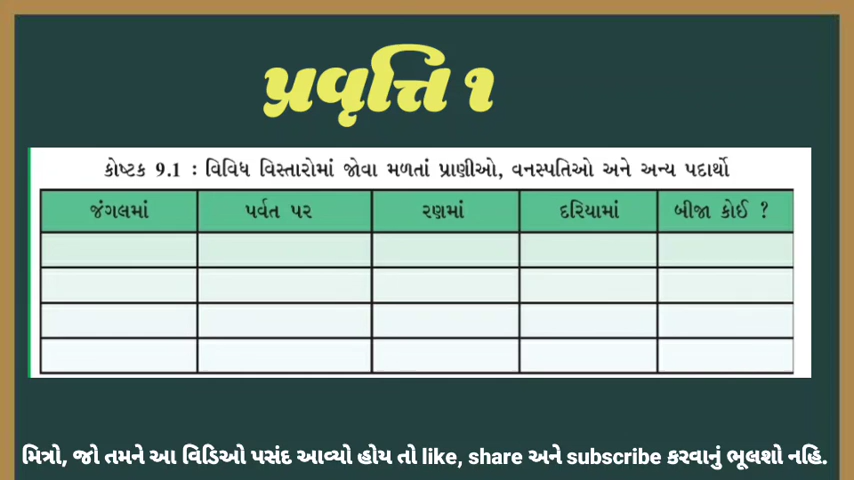 પ્રવૃત્તિ ૧
કોષ્ટક 9.1 : વિવિધ વિસ્તારોમાં જોવા મળતાં પ્રાણીઓ, વનસ્પતિઓ અને અન્ય પદાર્થો
જંગલમાં પર્વત પર રણમાં દરિયામાં બીજા કોઈ ?
મિત્રો, જો તમને આ વિડિઓ પસંદ આવ્યો હોય તો like, share અને subscribe કરવાનું ભૂલશો નહિ.